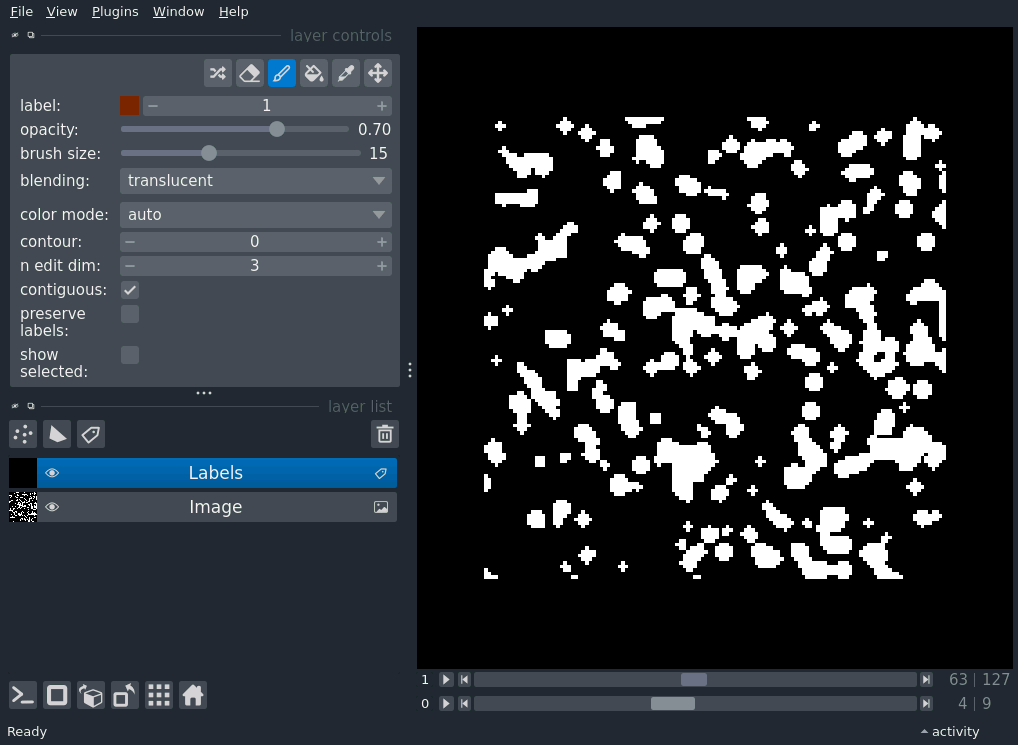 File View Plugins Window Help
layer controls
label: 1
opacity: 0.70
brush size: 15
blending: translucent
color mode: auto
contour: 0
n edit dim: 3
contiguous:
preserve
labels:
show
selected:
layer list
Labels
Image
1 63 | 127
0 4 | 9
Ready activity